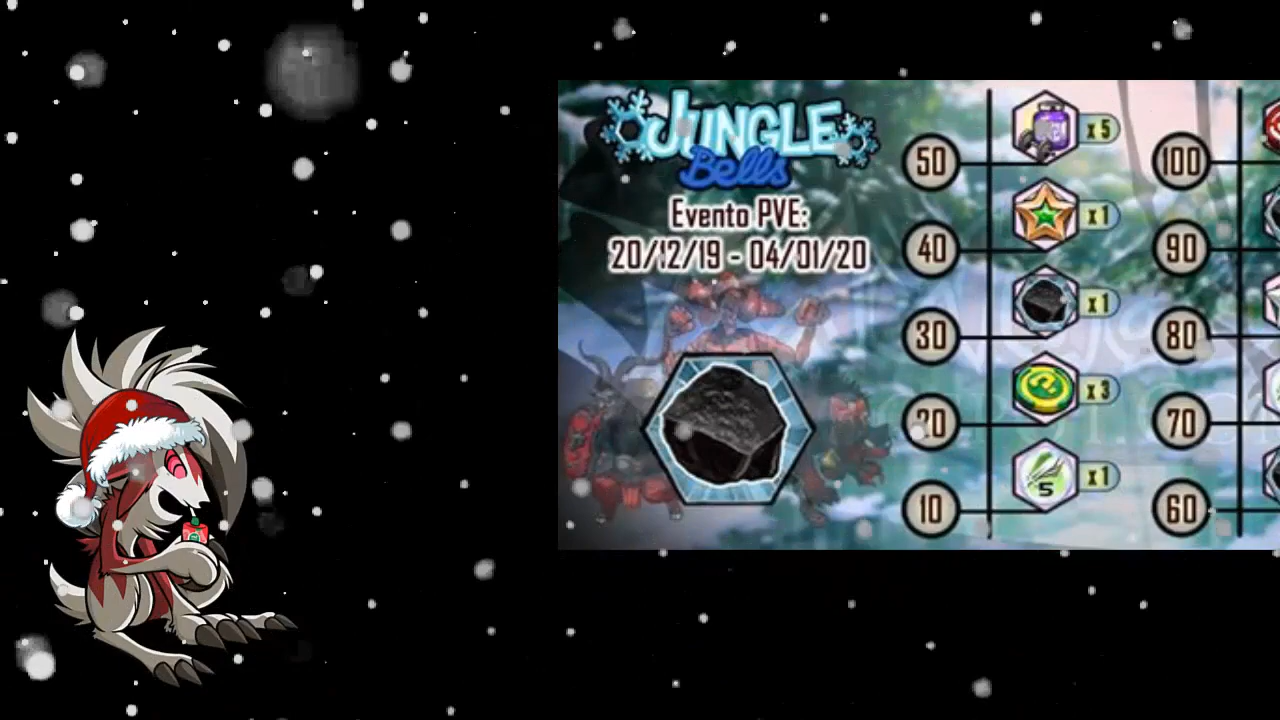 JUNGLE
Bells
Evento PVE:
20/12/19 - 04/01/20
50 x5 100
40 x1 90
30 x1 80
20 x3 70
10 5 x1 60